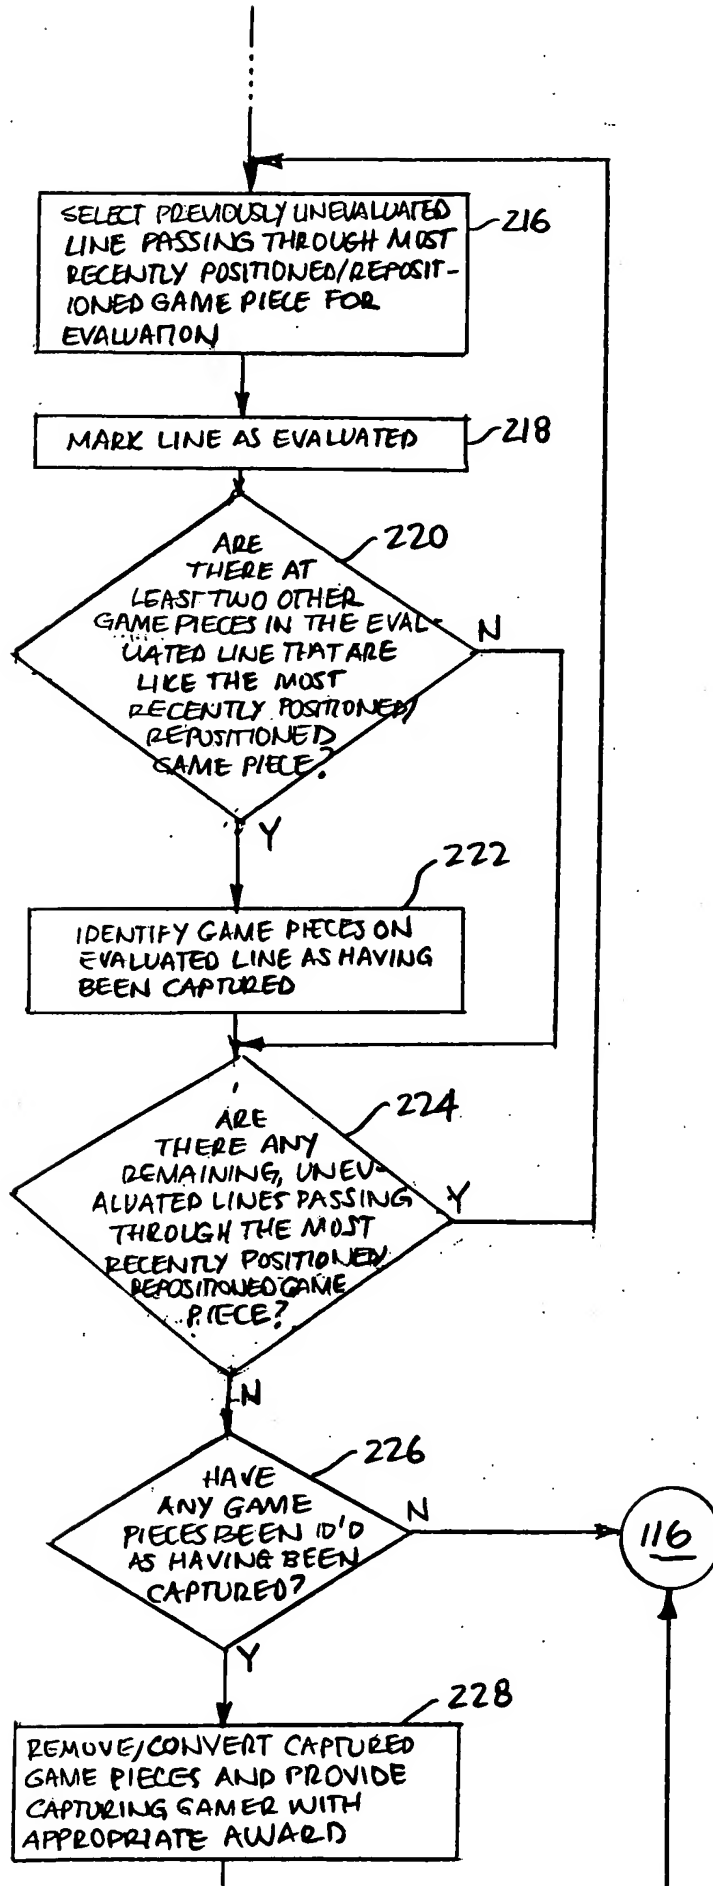 SELECT PREVIOUSLY UNEVALUATED
LINE PASSING THROUGH MOST
RECENTLY POSITIONED/REPOSIT-
IONED GAME PIECE FOR
EVALUATION
216
MARK LINE AS EVALUATED
218
220
ARE
THERE AT
LEAST TWO OTHER
GAME PIECES IN THE EVAL-
UATED LINE THAT ARE
LIKE THE MOST
RECENTLY POSITIONED/
REPOSITIONED
GAME PIECE?
N
Y
222
IDENTIFY GAME PIECES ON
EVALUATED LINE AS HAVING
BEEN CAPTURED
224
ARE
THERE ANY
REMAINING, UNEV-
ALUATED LINES PASSING
THROUGH THE MOST
RECENTLY POSITIONED/
REPOSITIONED GAME
PIECE?
Y
N
226
HAVE
ANY GAME
PIECES BEEN ID'D
AS HAVING BEEN
CAPTURED?
N
116
Y
228
REMOVE/CONVERT CAPTURED
GAME PIECES AND PROVIDE
CAPTURING GAMER WITH
APPROPRIATE AWARD